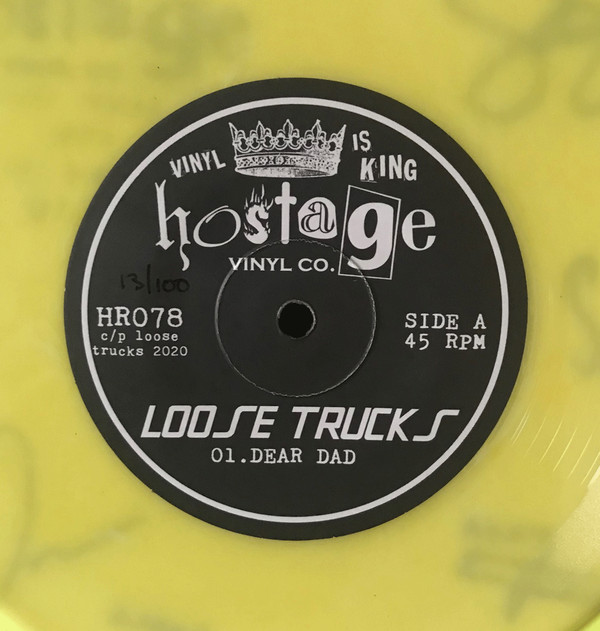 VINYL IS KING
hostage
VINYL CO.
13/100
HR078
c/p loose
trucks 2020
SIDE A
45 RPM
LOOSE TRUCKS
01.DEAR DAD